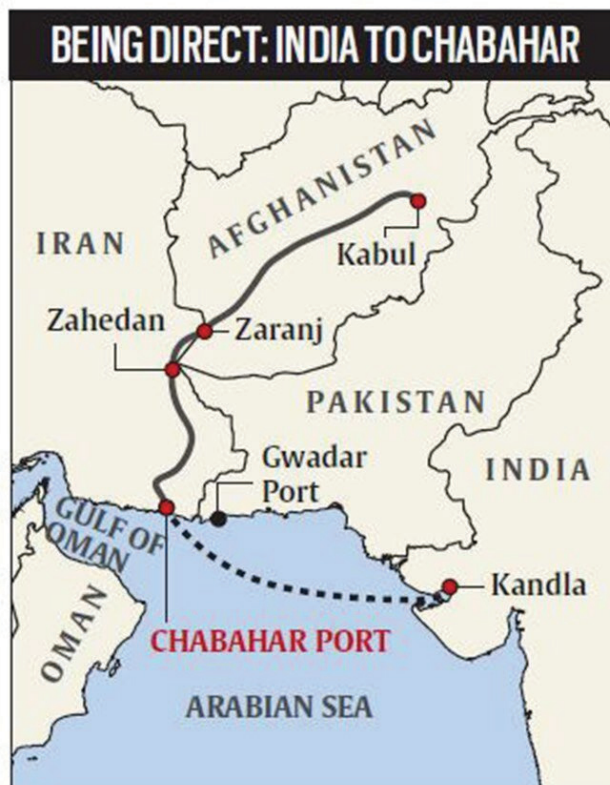 BEING DIRECT: INDIA TO CHABAHAR
AFGHANISTAN
IRAN
Kabul
Zahedan
Zaranj
PAKISTAN
Gwadar
Port
INDIA
GULF OF
OMAN
Kandla
OMAN
CHABAHAR PORT
ARABIAN SEA